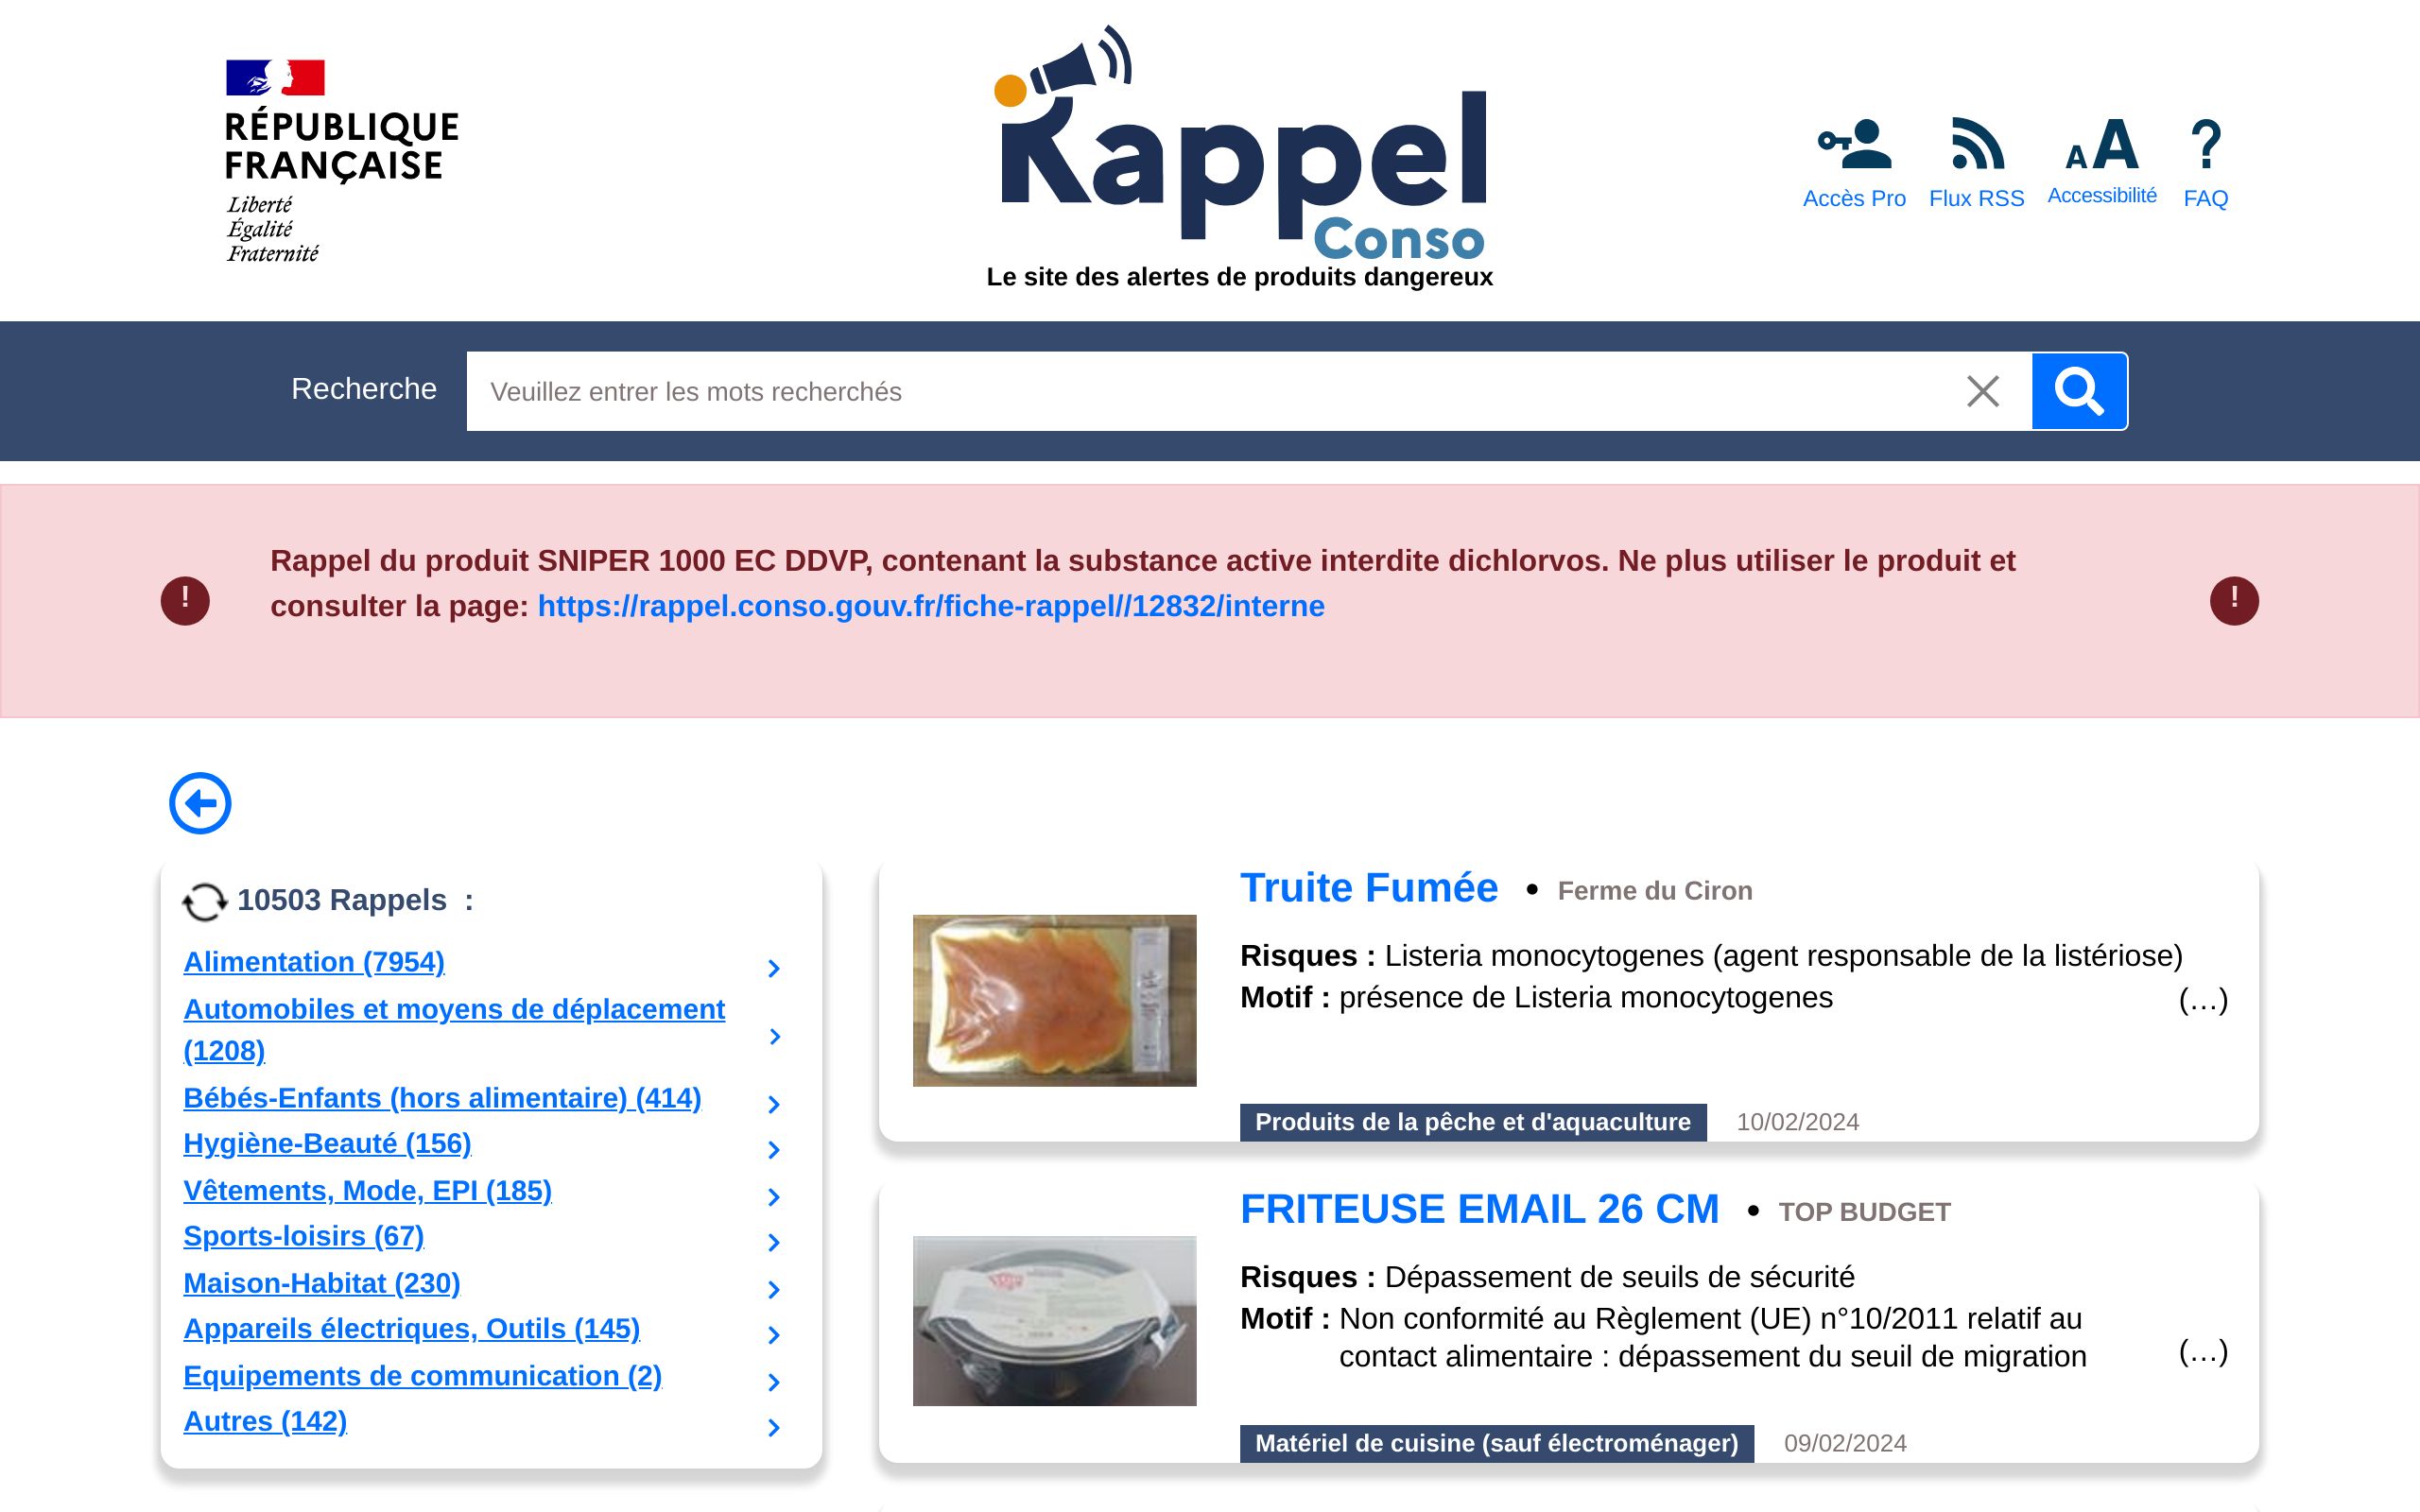 RÉPUBLIQUE
FRANÇAISE
Liberté
Égalité
Fraternité
Rappel
Conso
Le site des alertes de produits dangereux
Accès Pro
Flux RSS
AA
Accessibilité
?
FAQ
Recherche
Veuillez entrer les mots recherchés
Rappel du produit SNIPER 1000 EC DDVP, contenant la substance active interdite dichlorvos. Ne plus utiliser le produit et
consulter la page: https://rappel.conso.gouv.fr/fiche-rappel//12832/interne
!
!
10503 Rappels :
Alimentation (7954)
Automobiles et moyens de déplacement
(1208)
Bébés-Enfants (hors alimentaire) (414)
Hygiène-Beauté (156)
Vêtements, Mode, EPI (185)
Sports-loisirs (67)
Maison-Habitat (230)
Appareils électriques, Outils (145)
Equipements de communication (2)
Autres (142)
Truite Fumée • Ferme du Ciron
Risques : Listeria monocytogenes (agent responsable de la listériose)
Motif : présence de Listeria monocytogenes (...)
Produits de la pêche et d'aquaculture 10/02/2024
FRITEUSE EMAIL 26 CM • TOP BUDGET
Risques : Dépassement de seuils de sécurité
Motif : Non conformité au Règlement (UE) n°10/2011 relatif au
contact alimentaire : dépassement du seuil de migration (...)
Matériel de cuisine (sauf électroménager) 09/02/2024